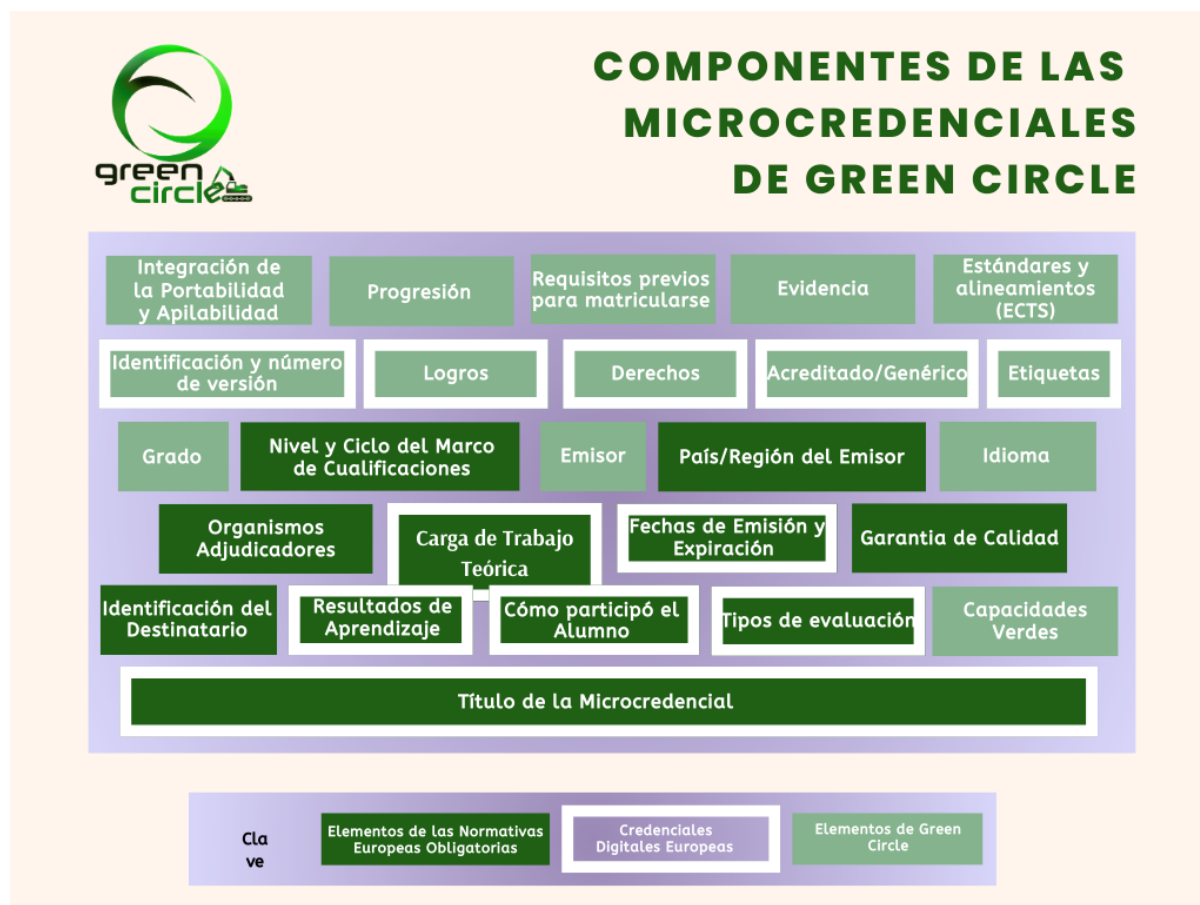 green
circle
COMPONENTES DE LAS
MICROCREDENCIALES
DE GREEN CIRCLE
Integración de
la Portabilidad
y Apilabilidad
Progresión
Requisitos previos
para matricularse
Evidencia
Estándares y
alineamientos
(ECTS)
Identificación y número
de versión
Logros
Derechos
Acreditado/Genérico
Etiquetas
Grado
Nivel y Ciclo del Marco
de Cualificaciones
Emisor
País/Región del Emisor
Idioma
Organismos
Adjudicadores
Carga de Trabajo
Teórica
Fechas de Emisión y
Expiración
Garantia de Calidad
Identificación del
Destinatario
Resultados de
Aprendizaje
Cómo participó el
Alumno
Tipos de evaluación
Capacidades
Verdes
Título de la Microcredencial
Cla
ve
Elementos de las Normativas
Europeas Obligatorias
Credenciales
Digitales Europeas
Elementos de Green
Circle